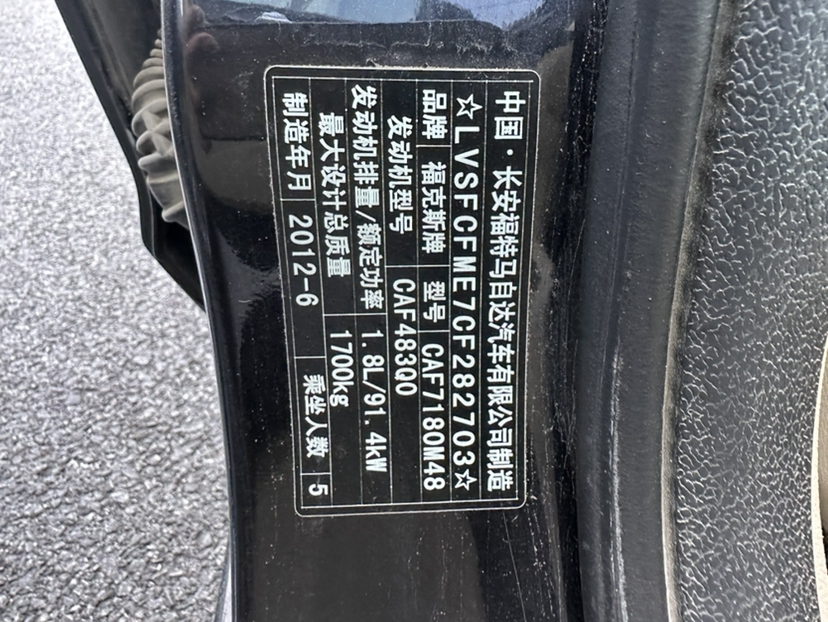 中国·长安福特马自达汽车有限公司制造
☆LVSFCFME7CF282703☆
品牌 福克斯牌 型号 CAF7180M48
发动机型号 CAF483Q0
发动机排量/额定功率 1.8L/91.4kW
最大设计总质量 1700kg
制造年月 2012-6 乘坐人数 5